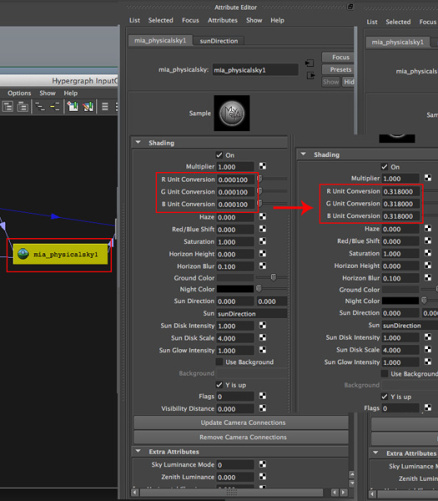 Attribute Editor
List Selected Focus Attributes Show Help
List Selected Focus
mia_physicalsky1 sunDirection
mia_physicalsky1
Focus
Presets
Show Hid
mia_physicalsky: mia_physicalsky1
mia_physicals
Hypergraph InputO
Options Show Help
mia_physicalsky1
Sample
Sam
Shading
On
Multiplier 1.000
R Unit Conversion 0.000100
G Unit Conversion 0.000100
B Unit Conversion 0.000100
Haze 0.000
Red/Blue Shift 0.000
Saturation 1.000
Horizon Height 0.000
Horizon Blur 0.100
Ground Color
Night Color
Sun Direction 0.000 0.000
Sun sunDirection
Sun Disk Intensity 1.000
Sun Disk Scale 4.000
Sun Glow Intensity 1.000
Use Background
Background
Y is up
Flags 0
Visibility Distance 0.000
Update Camera Connections
Remove Camera Connections
Extra Attributes
Sky Luminance Mode 0
Zenith Luminance 0.000
Shading
On
Multiplier 1.000
R Unit Conversion 0.318000
G Unit Conversion 0.318000
B Unit Conversion 0.318000
Haze 0.000
Red/Blue Shift 0.000
Saturation 1.000
Horizon Height 0.000
Horizon Blur 0.100
Ground Color
Night Color
Sun Direction 0.000 0.00
Sun sunDirection
Sun Disk Intensity 1.000
Sun Disk Scale 4.000
Sun Glow Intensity 1.000
Use Background
Background
Y is up
Flags 0
Extra Attributes
Sky Luminance Mode 0
Zenith Luminance 0.000